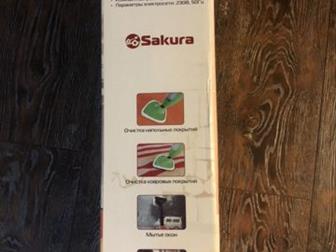 • Параметры электросети: 230В, 50Гц
Sakura
Очистка напольных покрытий
Очистка ковровых покрытий
Мытье окон